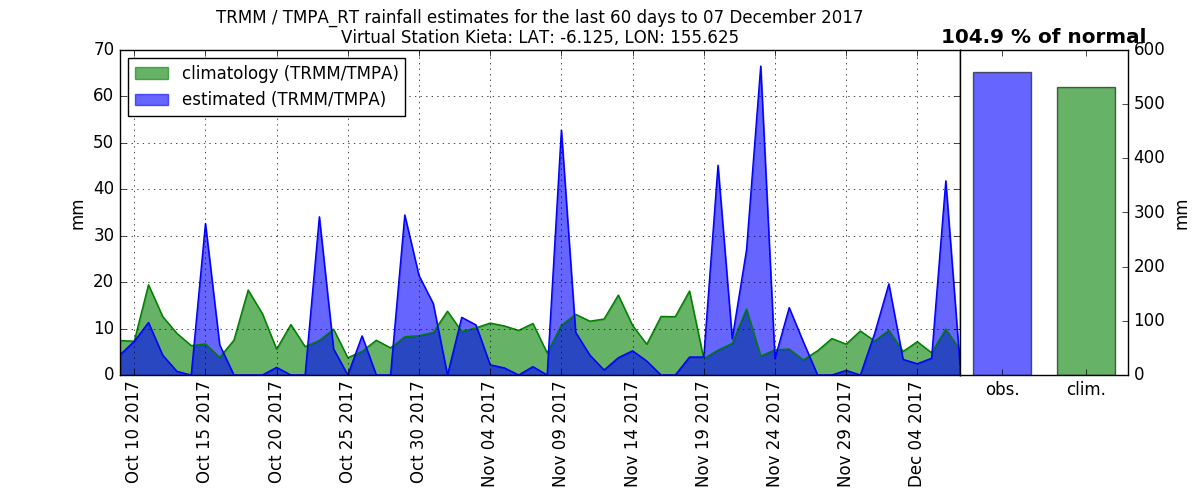 TRMM / TMPA_RT rainfall estimates for the last 60 days to 07 December 2017
Virtual Station Kieta: LAT: -6.125, LON: 155.625
104.9 % of normal
climatology (TRMM/TMPA)
estimated (TRMM/TMPA)
70
60
50
40
30
20
10
0
mm
Oct 10 2017
Oct 15 2017
Oct 20 2017
Oct 25 2017
Oct 30 2017
Nov 04 2017
Nov 09 2017
Nov 14 2017
Nov 19 2017
Nov 24 2017
Nov 29 2017
Dec 04 2017
obs.
clim.
600
500
400
300
200
100
0
mm